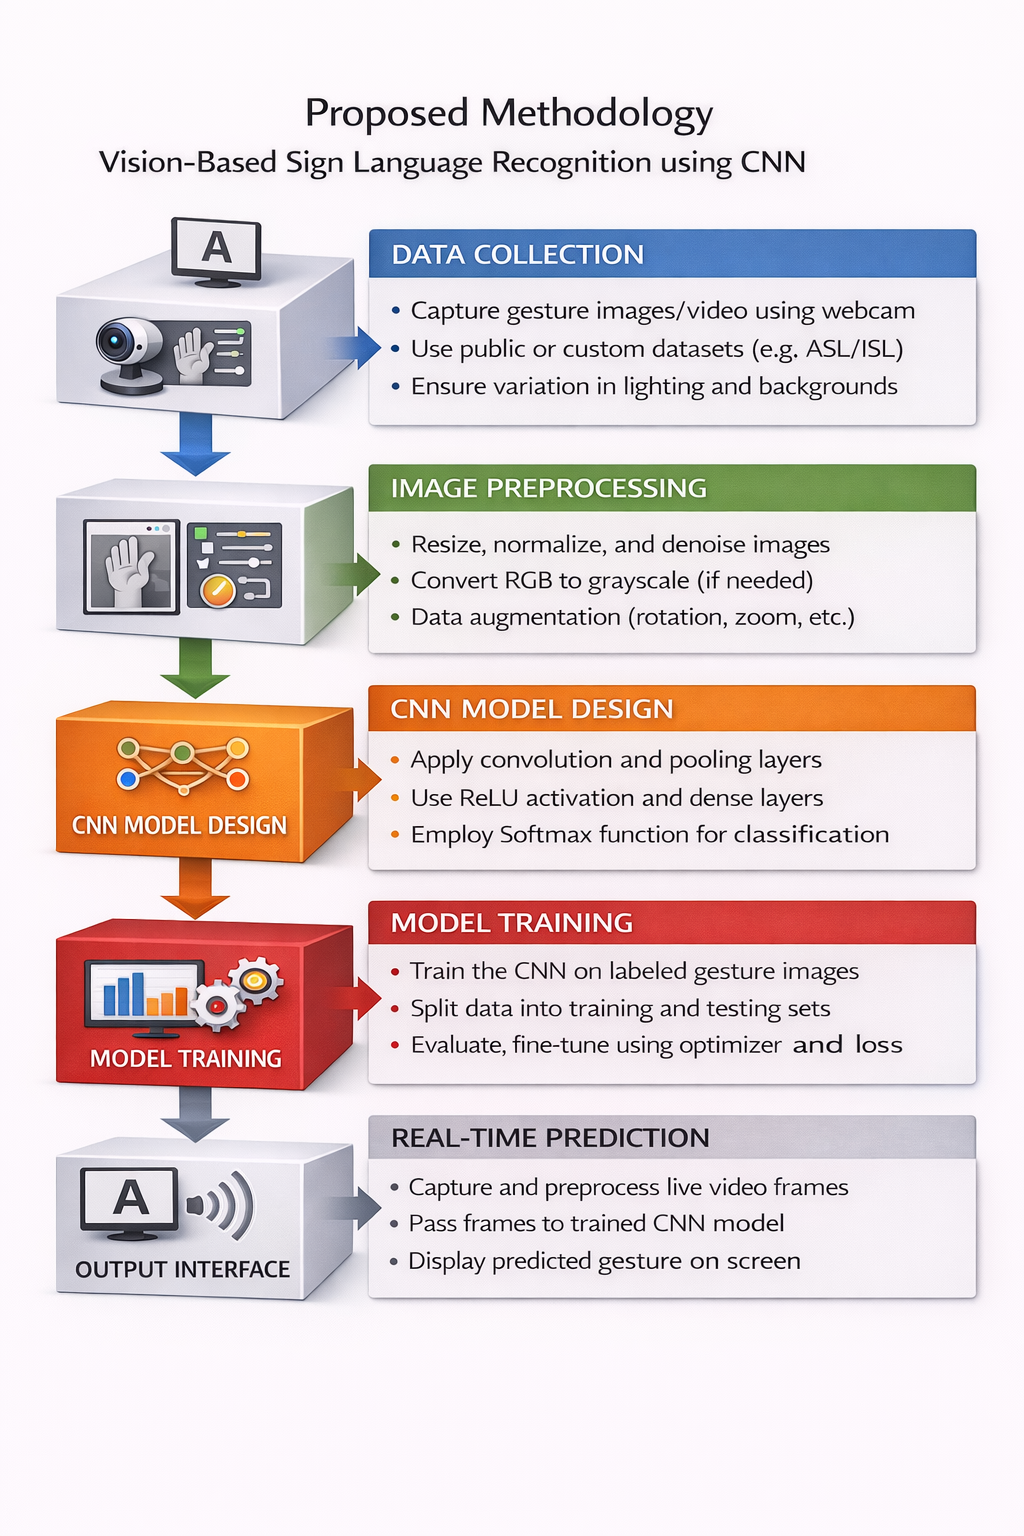 Proposed Methodology
Vision-Based Sign Language Recognition using CNN
A
DATA COLLECTION
• Capture gesture images/video using webcam
• Use public or custom datasets (e.g. ASL/ISL)
• Ensure variation in lighting and backgrounds
IMAGE PREPROCESSING
• Resize, normalize, and denoise images
• Convert RGB to grayscale (if needed)
• Data augmentation (rotation, zoom, etc.)
CNN MODEL DESIGN
CNN MODEL DESIGN
• Apply convolution and pooling layers
• Use ReLU activation and dense layers
• Employ Softmax function for classification
MODEL TRAINING
MODEL TRAINING
• Train the CNN on labeled gesture images
• Split data into training and testing sets
• Evaluate, fine-tune using optimizer and loss
A
OUTPUT INTERFACE
REAL-TIME PREDICTION
• Capture and preprocess live video frames
• Pass frames to trained CNN model
• Display predicted gesture on screen